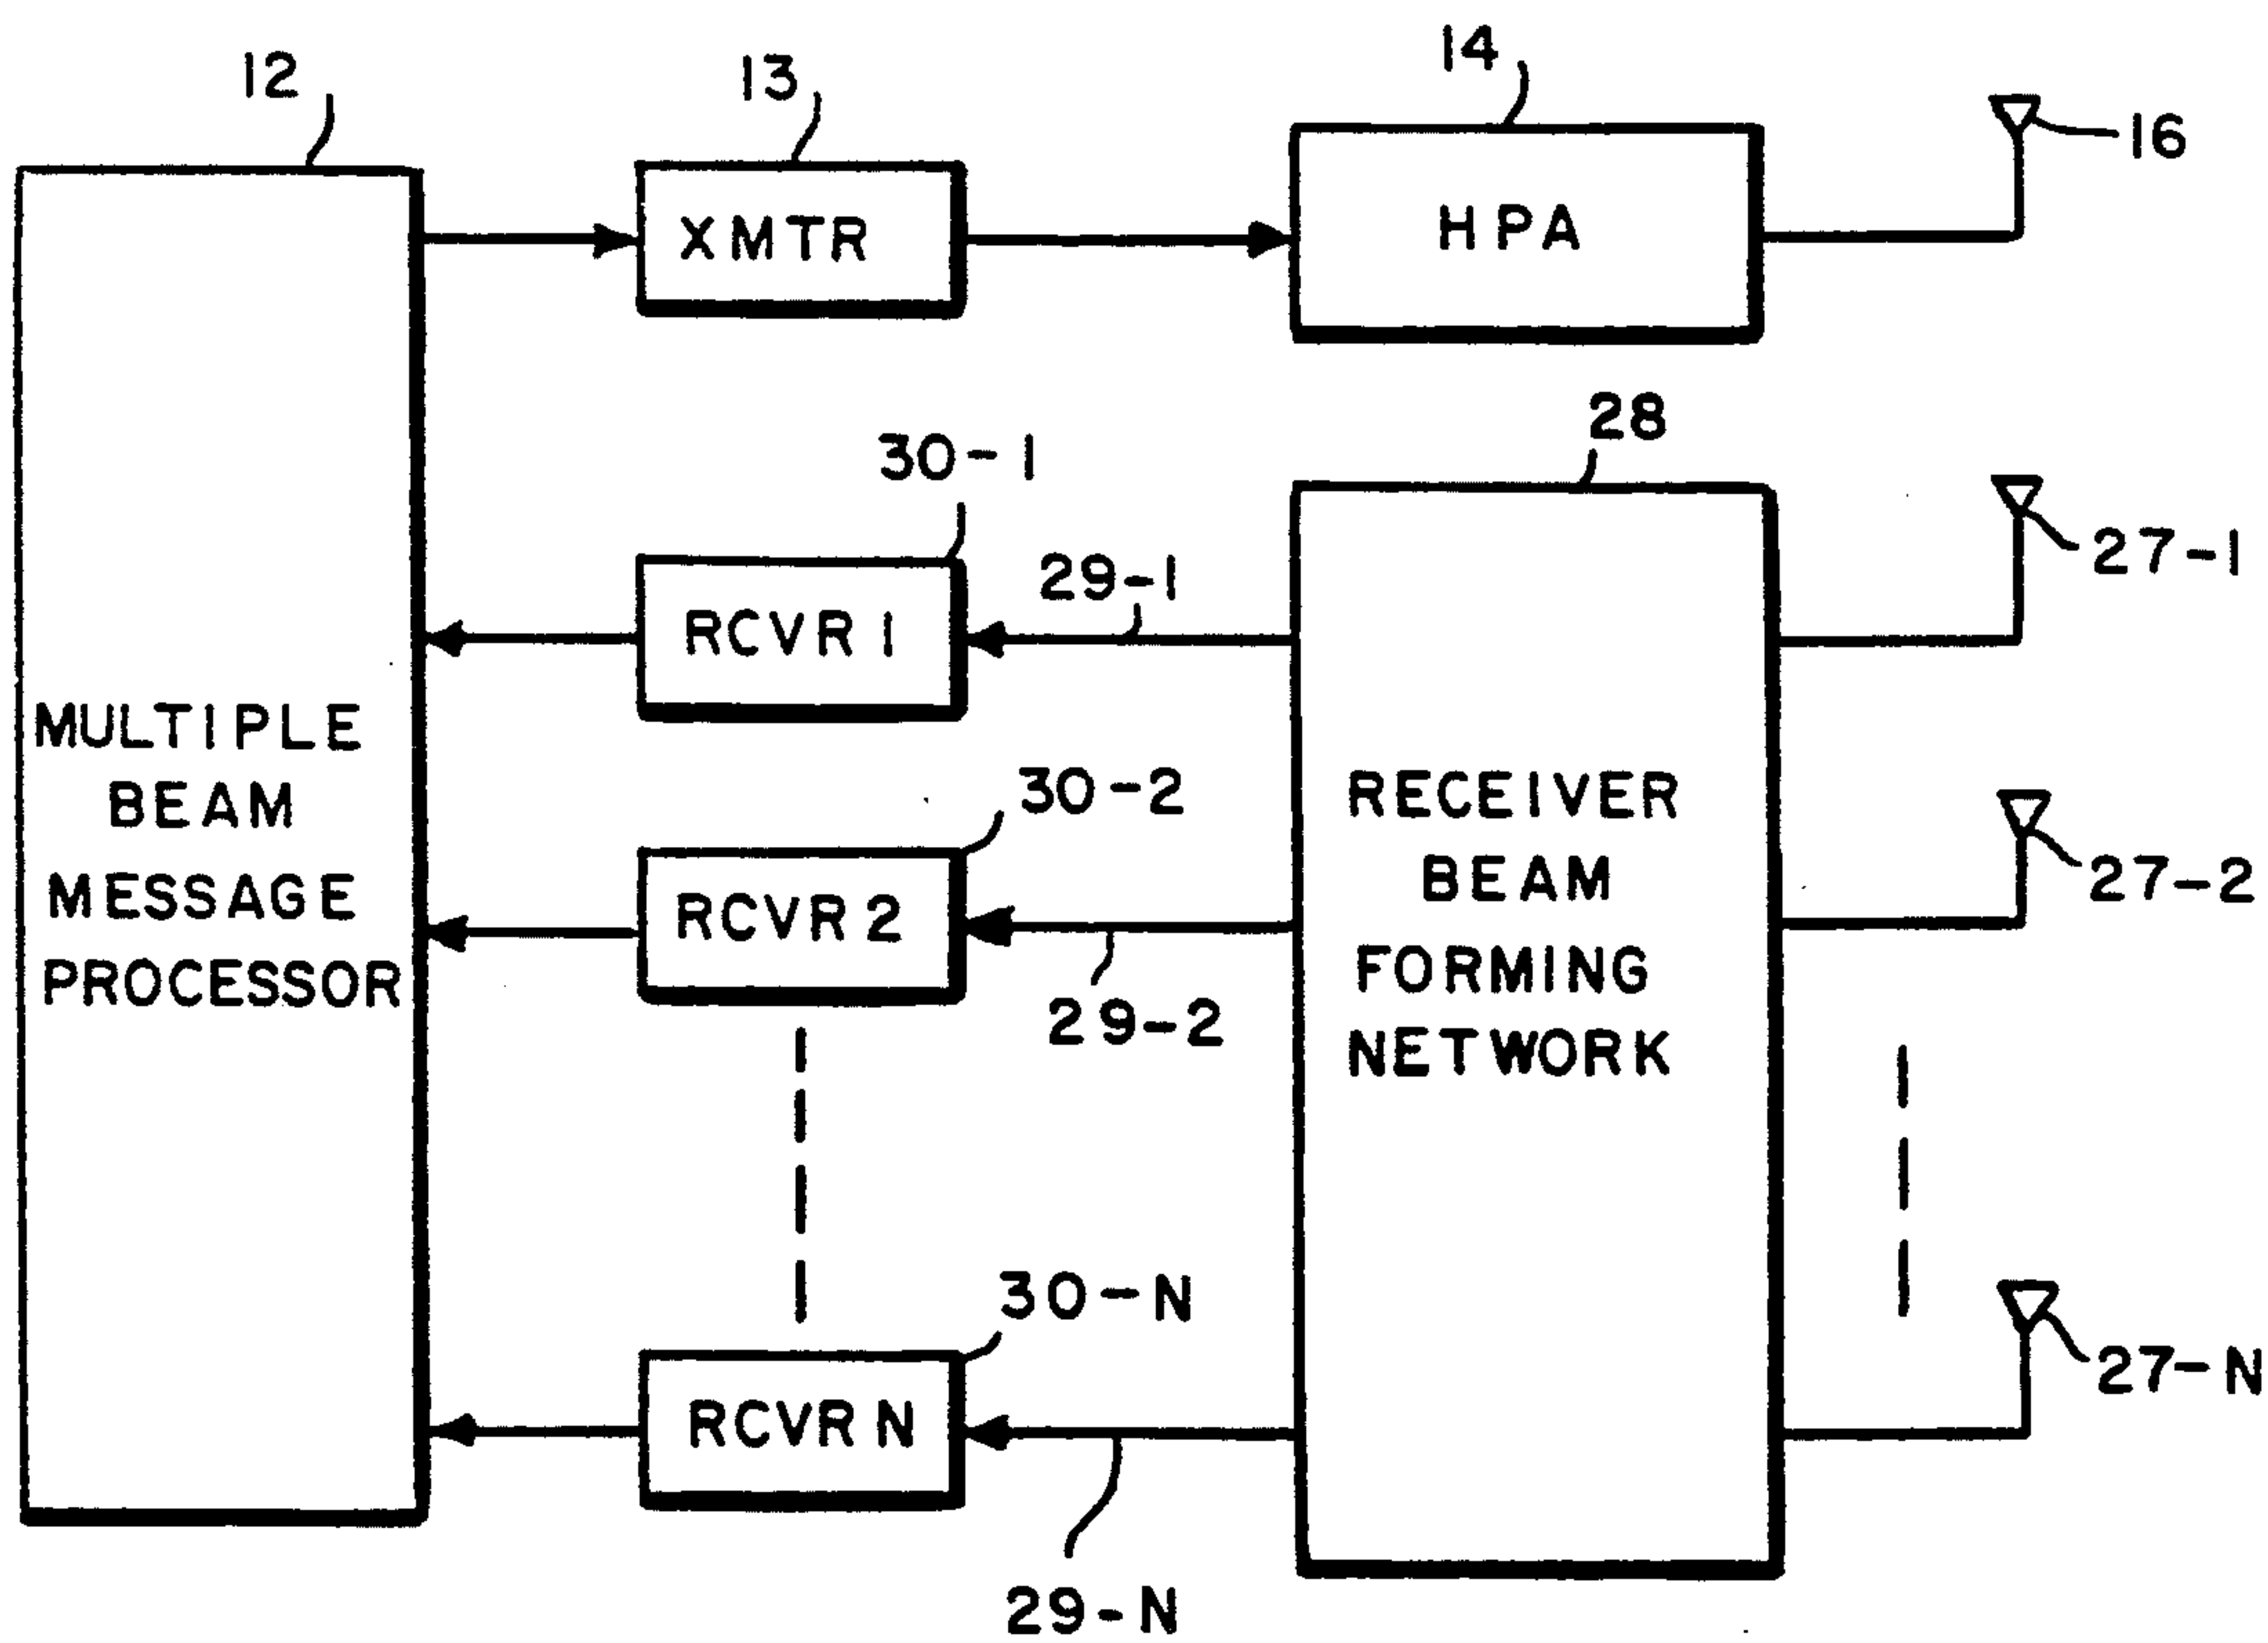 12
13
14
16
XMTR
HPA
28
30-1
27-1
29-1
RCVR 1
MULTIPLE
BEAM
MESSAGE
PROCESSOR
30-2
27-2
RCVR 2
29-2
RECEIVER
BEAM
FORMING
NETWORK
30-N
27-N
RCVR N
29-N